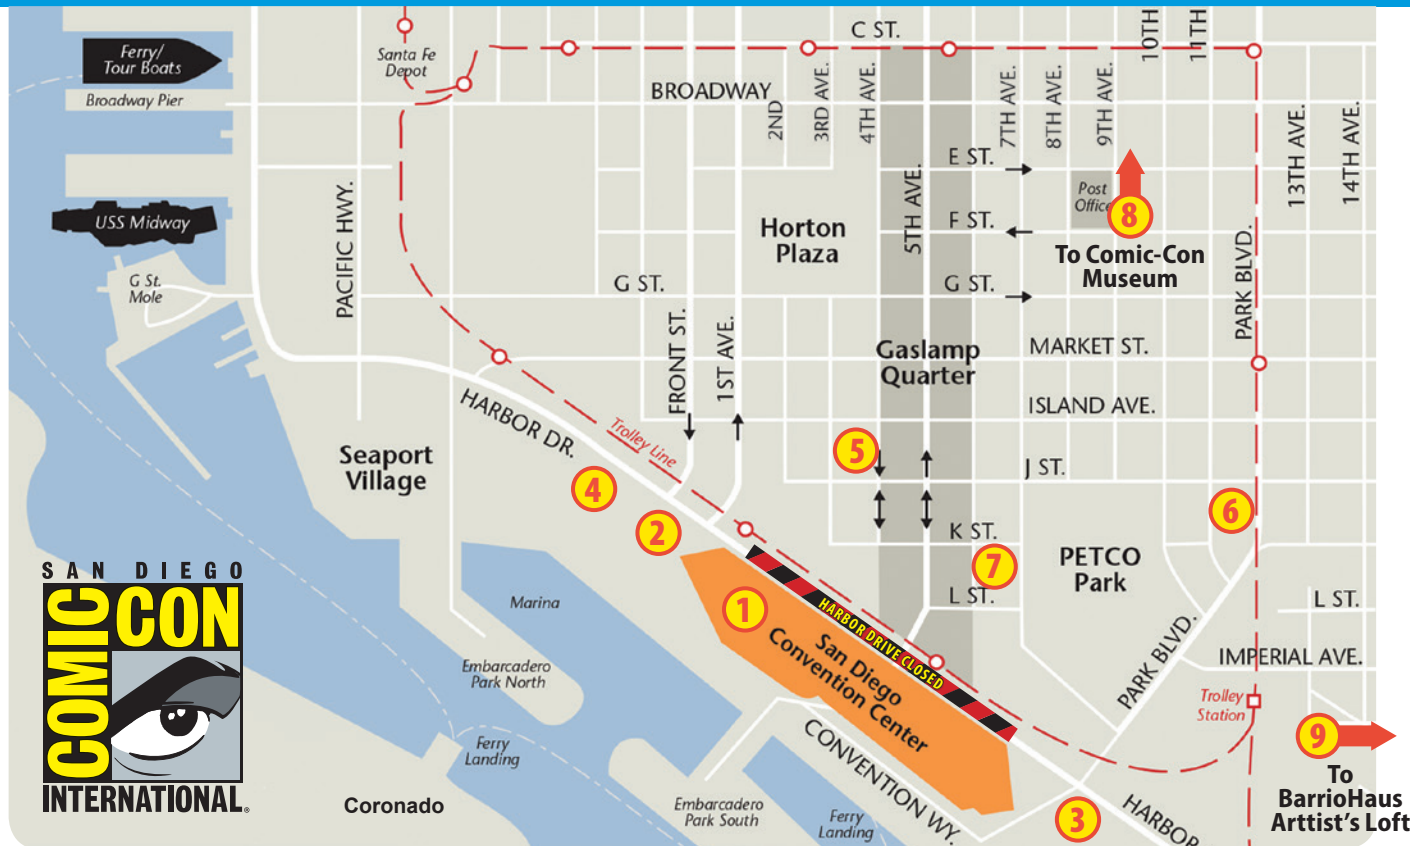 C ST.
10TH
11TH
Ferry/
Tour Boats
Santa Fe
Depot
Broadway Pier
BROADWAY
2ND
3RD AVE.
4TH AVE.
7TH AVE.
8TH AVE.
9TH AVE.
13TH AVE.
14TH AVE.
E ST.
5TH AVE.
Post
Office
8
USS Midway
PACIFIC HWY.
Horton
Plaza
F ST.
To Comic-Con
Museum
PARK BLVD.
G St.
Mole
G ST.
G ST.
FRONT ST.
1ST AVE.
Gaslamp
Quarter
MARKET ST.
ISLAND AVE.
HARBOR DR.
Trolley Line
Seaport
Village
5
J ST.
4
2
6
K ST.
7
PETCO
Park
L ST.
L ST.
1
HARBOR DRIVE CLOSED
San Diego
Convention Center
Marina
Embarcadero
Park North
IMPERIAL AVE.
PARK BLVD.
Trolley
Station
9
To
BarrioHaus
Arttist's Loft
CONVENTION WY.
Ferry
Landing
Embarcadero
Park South
Ferry
Landing
3
HARBOR
Coronado
SAN DIEGO
COMIC
CON
INTERNATIONAL®